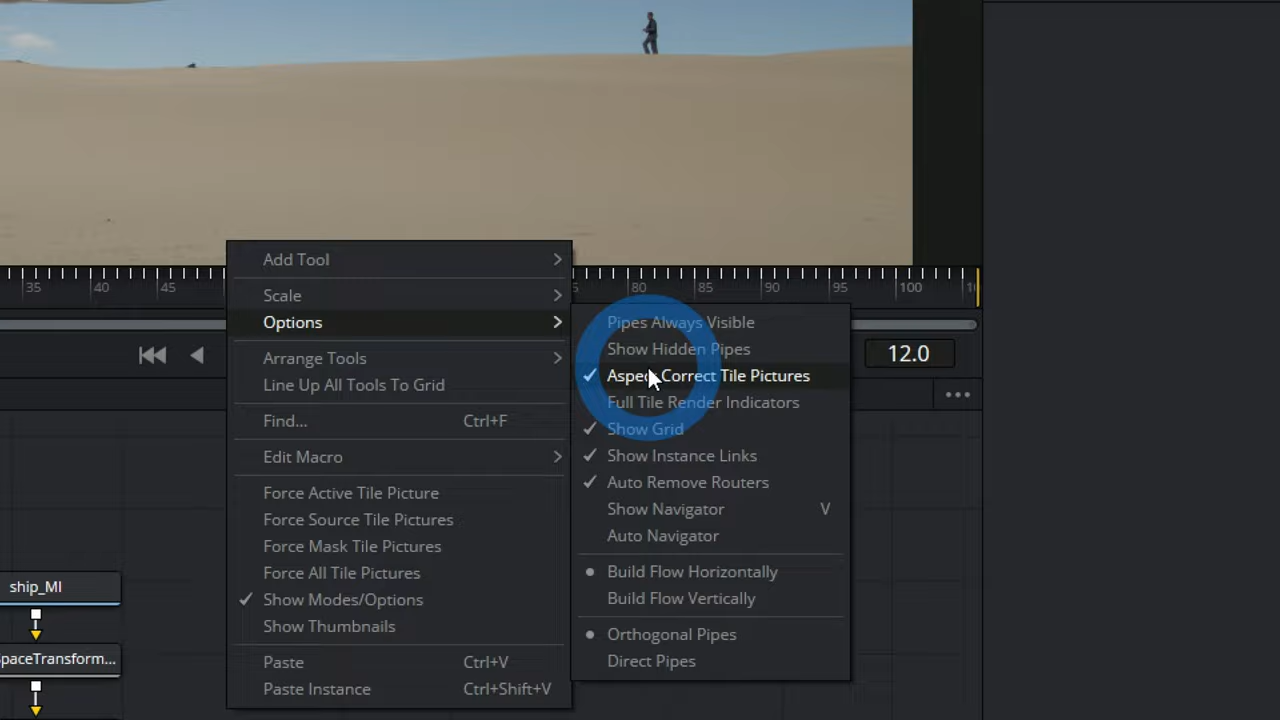 35
40
45
80
85
90
95
100
12.0
Add Tool
Scale
Options
Arrange Tools
Line Up All Tools To Grid
Find... Ctrl+F
Edit Macro
Force Active Tile Picture
Force Source Tile Pictures
Force Mask Tile Pictures
Force All Tile Pictures
Show Modes/Options
Show Thumbnails
Paste Ctrl+V
Paste Instance Ctrl+Shift+V
Pipes Always Visible
Show Hidden Pipes
Aspect Correct Tile Pictures
Full Tile Render Indicators
Show Grid
Show Instance Links
Auto Remove Routers
Show Navigator V
Auto Navigator
Build Flow Horizontally
Build Flow Vertically
Orthogonal Pipes
Direct Pipes
ship_MI
paceTransform...